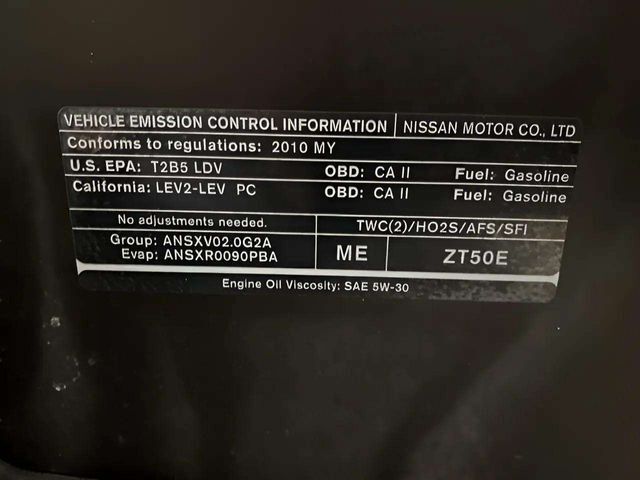 VEHICLE EMISSION CONTROL INFORMATION NISSAN MOTOR CO., LTD
Conforms to regulations: 2010 MY
U.S. EPA: T2B5 LDV OBD: CA II Fuel: Gasoline
California: LEV2-LEV PC OBD: CA II Fuel: Gasoline
No adjustments needed. TWC(2)/HO2S/AFS/SFI
Group: ANSXV02.0G2A
Evap: ANSXR0090PBA
ME ZT50E
Engine Oil Viscosity: SAE 5W-30